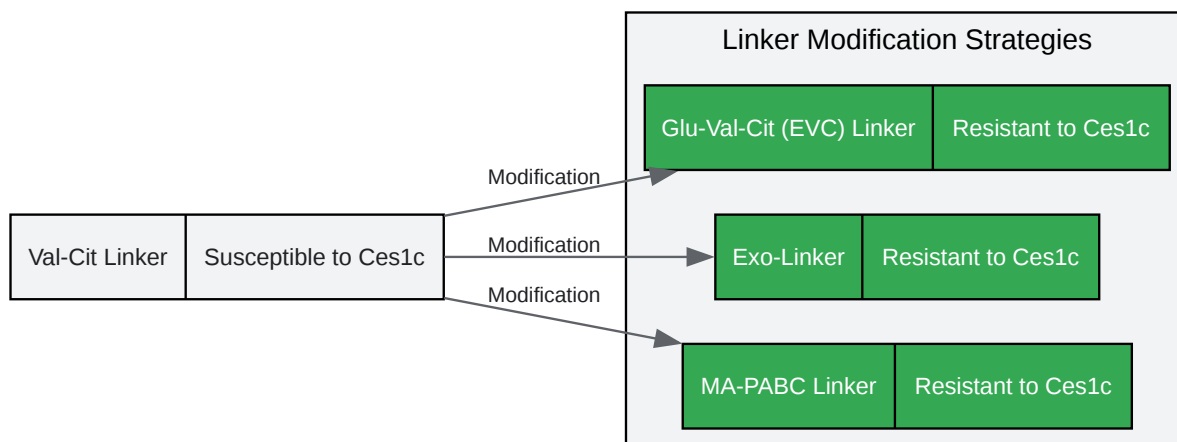 Linker Modification Strategies
Glu-Val-Cit (EVC) Linker
Resistant to Ces1c
Modification
Val-Cit Linker
Susceptible to Ces1c
Modification
Exo-Linker
Resistant to Ces1c
Modification
MA-PABC Linker
Resistant to Ces1c